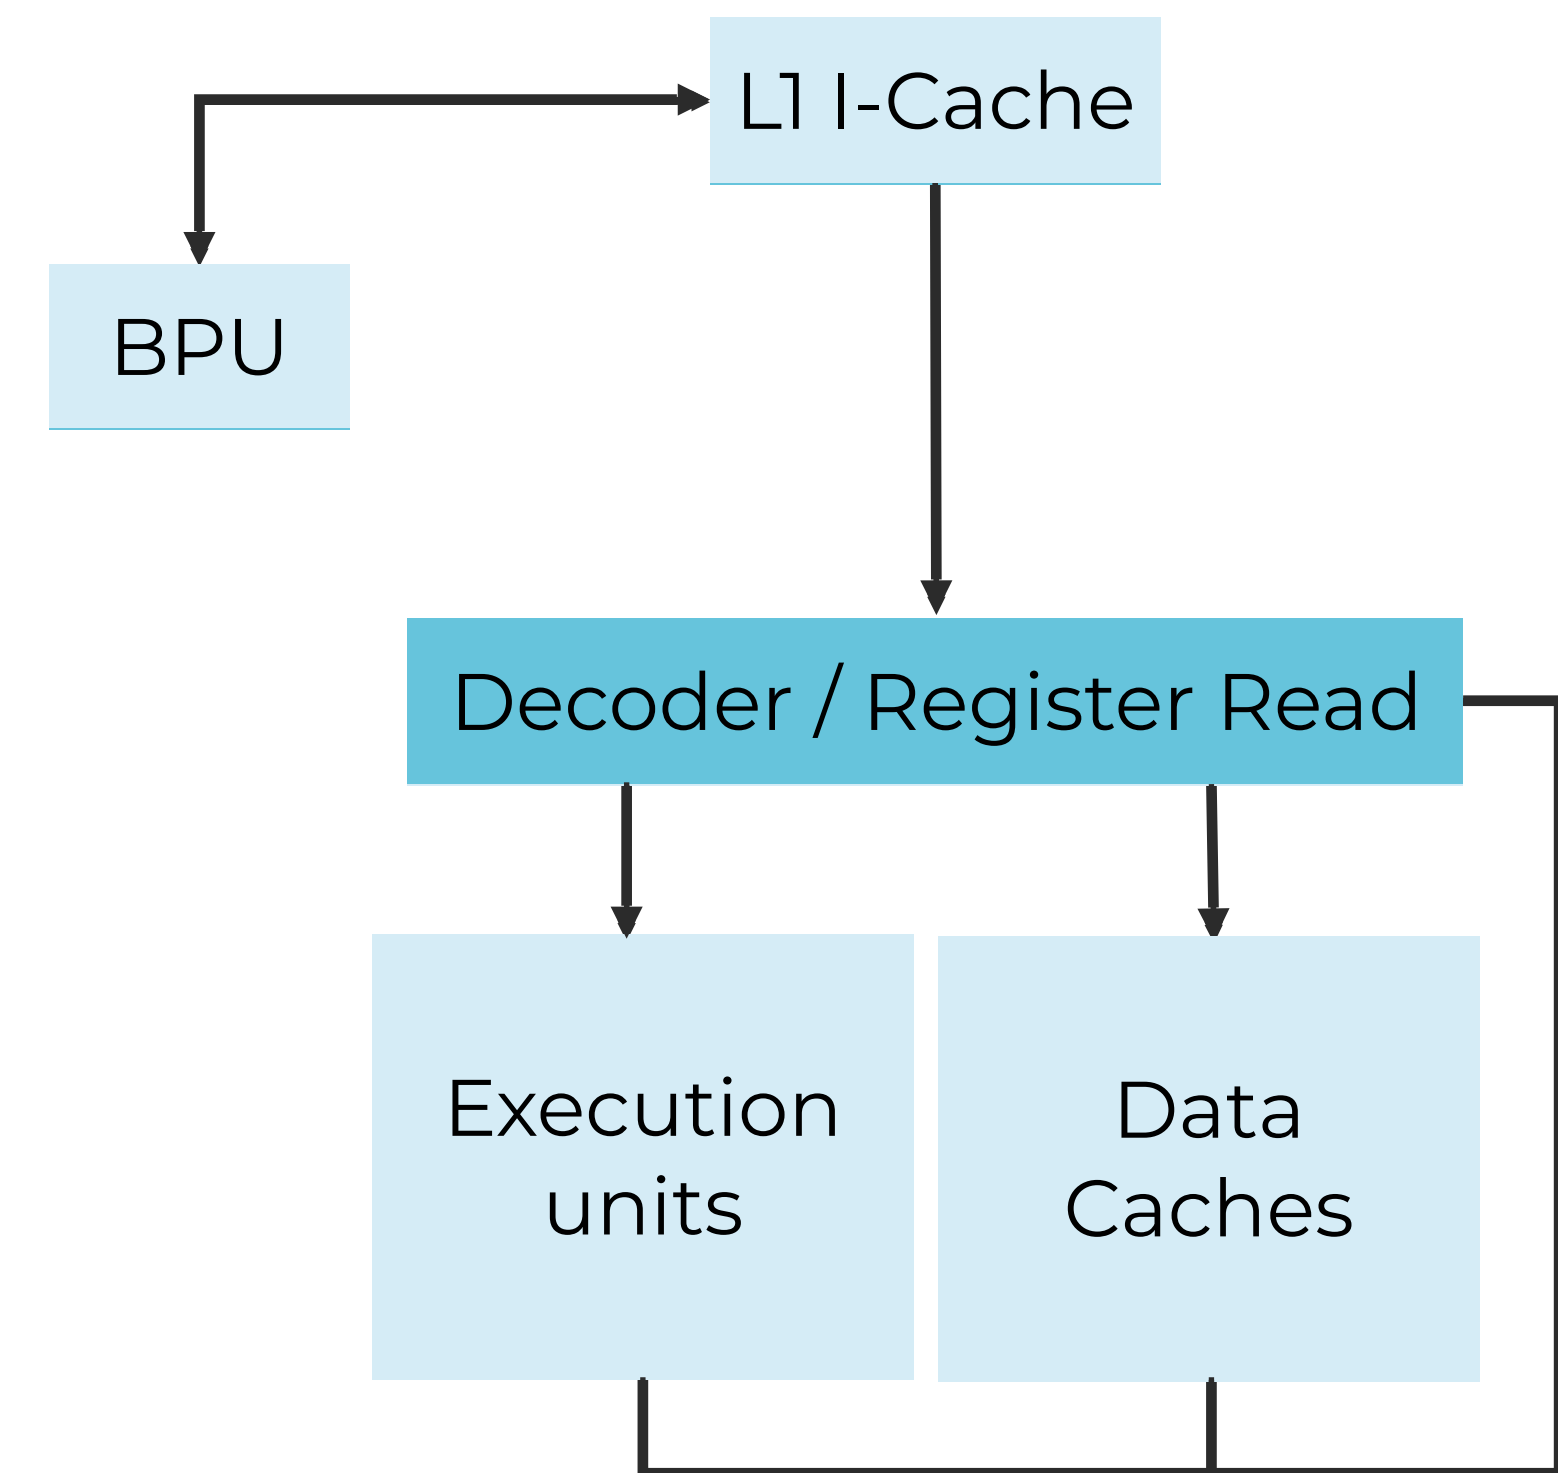 L1 I-Cache
BPU
Decoder / Register Read
Execution
units
Data
Caches